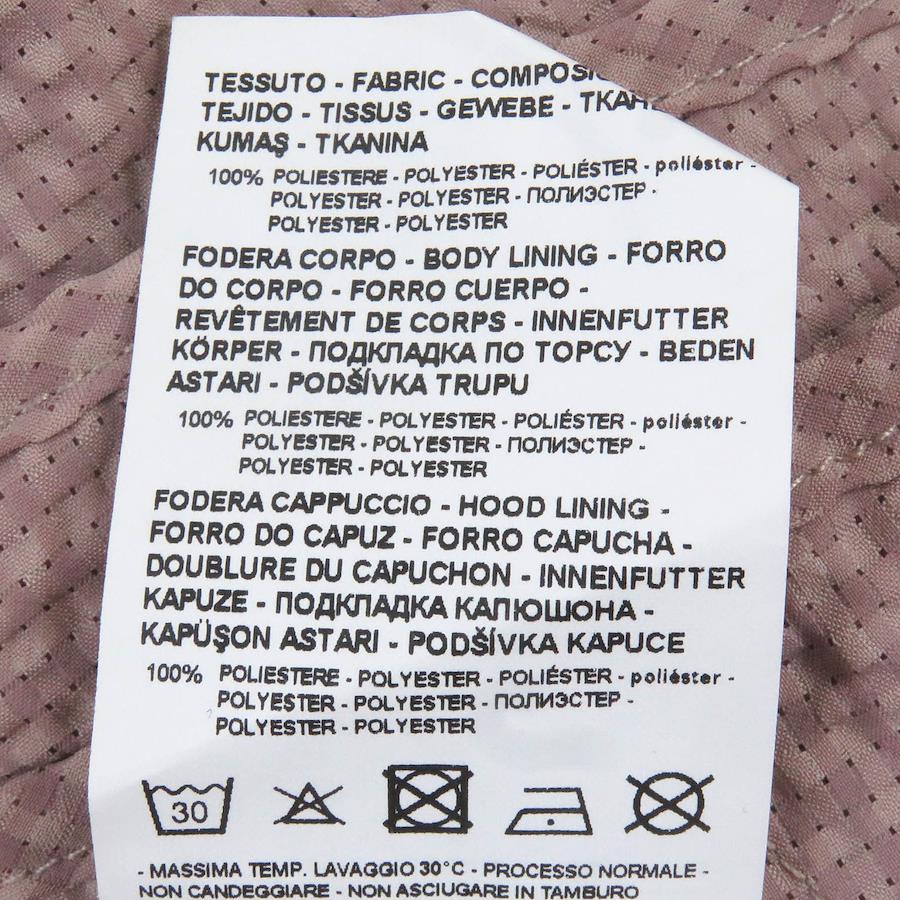 TESSUTO - FABRIC -
TEJIDO - TISSUS - GEWEBE -
KUMAŞ - TKANINA
100% POLIESTERE - POLYESTER - POLIÉSTER - poliéster -
POLYESTER - POLYESTER - ПОЛИЭСТЕР -
POLYESTER - POLYESTER
FODERA CORPO - BODY LINING - FORRO
DO CORPO - FORRO CUERPO -
REVÊTEMENT DE CORPS - INNENFUTTER
KÖRPER - ПОДКЛАДКА ПО ТОРСУ - BEDEN
ASTARI - PODŠÍVKA TRUPU
100% POLIESTERE - POLYESTER - POLIÉSTER - poliéster -
POLYESTER - POLYESTER - ПОЛИЭСТЕР -
POLYESTER - POLYESTER
FODERA CAPPUCCIO - HOOD LINING -
FORRO DO CAPUZ - FORRO CAPUCHA -
DOUBLURE DU CAPUCHON - INNENFUTTER
KAPUZE - ПОДКЛАДКА КАПЮШОНА -
KAPÜŞON ASTARI - PODŠÍVKA KAPUCE
100% POLIESTERE - POLYESTER - POLIÉSTER - poliéster -
POLYESTER - POLYESTER - ПОЛИЭСТЕР -
POLYESTER - POLYESTER
30
- MASSIMA TEMP. LAVAGGIO 30°C - PROCESSO NORMALE -
NON CANDEGGIARE - NON ASCIUGARE IN TAMBURO